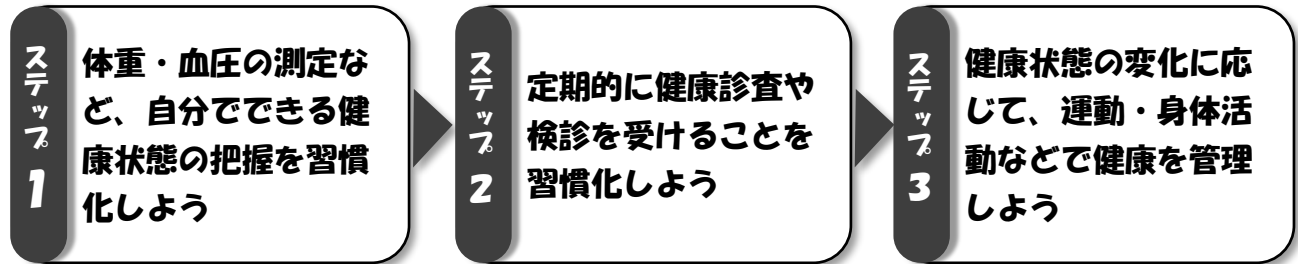 ステップ1
体重・血圧の測定な
ど、自分でできる健
康状態の把握を習慣
化しよう
ステップ2
定期的に健康診査や
検診を受けることを
習慣化しよう
ステップ3
健康状態の変化に応
じて、運動・身体活
動などで健康を管理
しよう